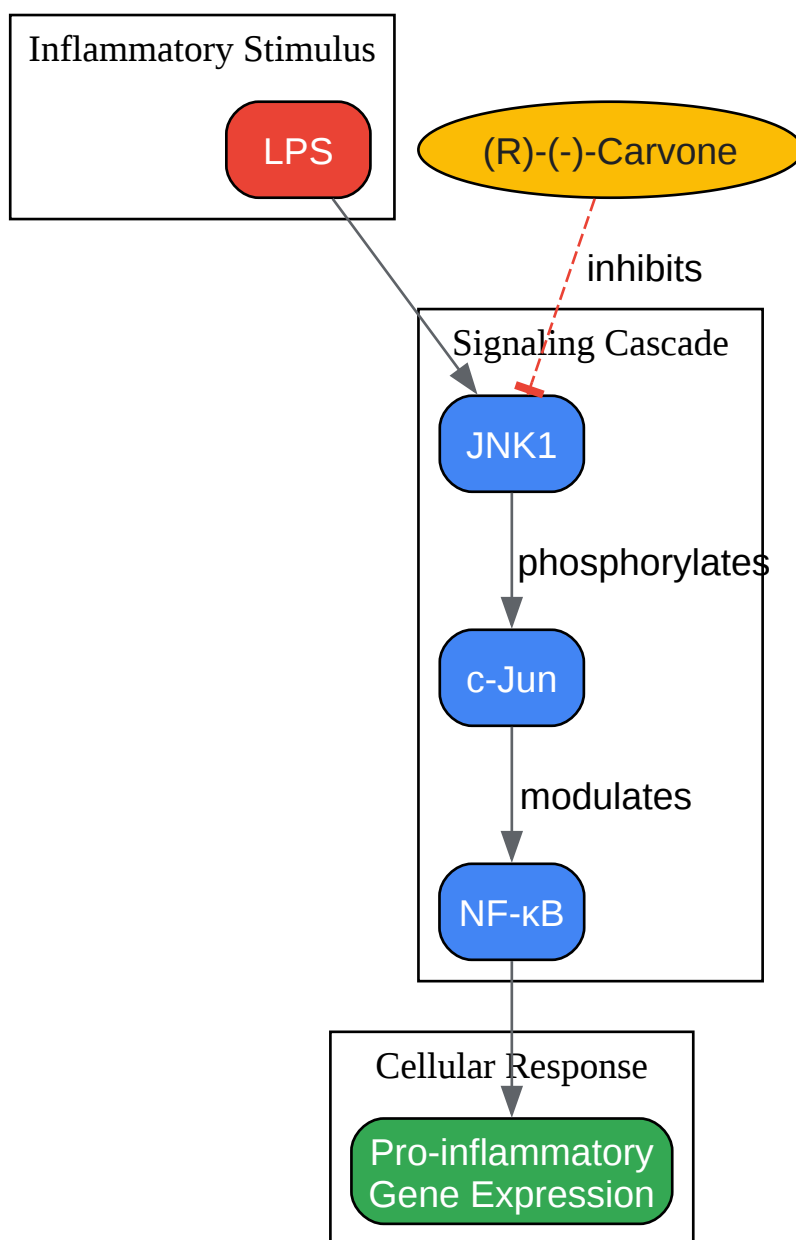 Inflammatory Stimulus
LPS
(R)-(-)-Carvone
inhibits
Signaling Cascade
JNK1
phosphorylates
c-Jun
modulates
NF-κB
Cellular Response
Pro-inflammatory
Gene Expression